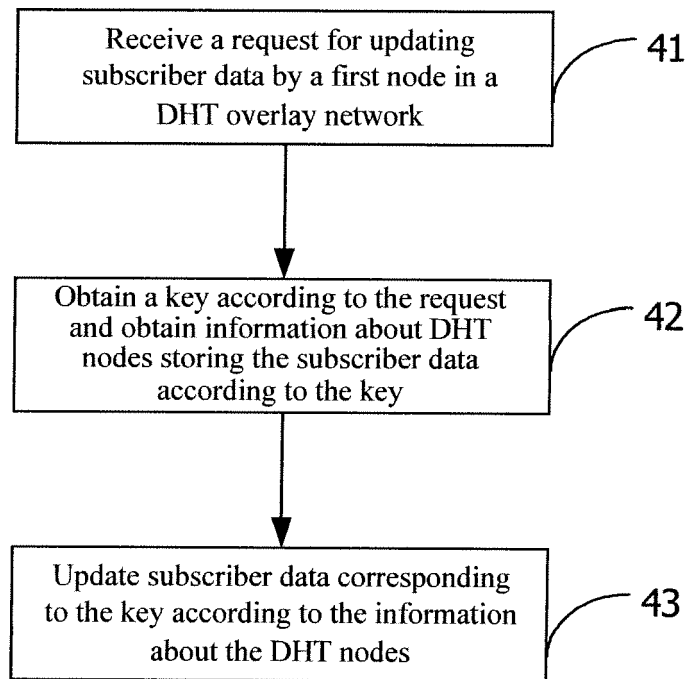 Receive a request for updating
subscriber data by a first node in a
DHT overlay network
41
Obtain a key according to the request
and obtain information about DHT
nodes storing the subscriber data
according to the key
42
Update subscriber data corresponding
to the key according to the information
about the DHT nodes
43